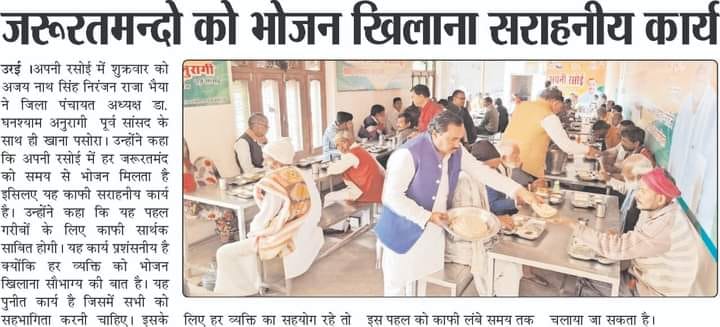 जरूरतमन्दो को भोजन खिलाना सराहनीय कार्य
उरई ।अपनी रसोई में शुक्रवार को
अजय नाथ सिंह निरंजन राजा भैया
ने जिला पंचायत अध्यक्ष डा.
घनश्याम अनुरागी पूर्व सांसद के
साथ ही खाना पसोरा। उन्होंने कहा
कि अपनी रसोई में हर जरूरतमंद
को समय से भोजन मिलता है
इसिलए यह काफी सराहनीय कार्य
है। उन्होंने कहा कि यह पहल
गरीबों के लिए काफी सार्थक
साबित होगी। यह कार्य प्रशंसनीय है
क्योंकि हर व्यक्ति को भोजन
खिलाना सौभाग्य की बात है। यह
पुनीत कार्य है जिसमें सभी को
सहभागिता करनी चाहिए। इसके
लिए हर व्यक्ति का सहयोग रहे तो
इस पहल को काफी लंबे समय तक
चलाया जा सकता है।
नुरागी
अपनी रसोई